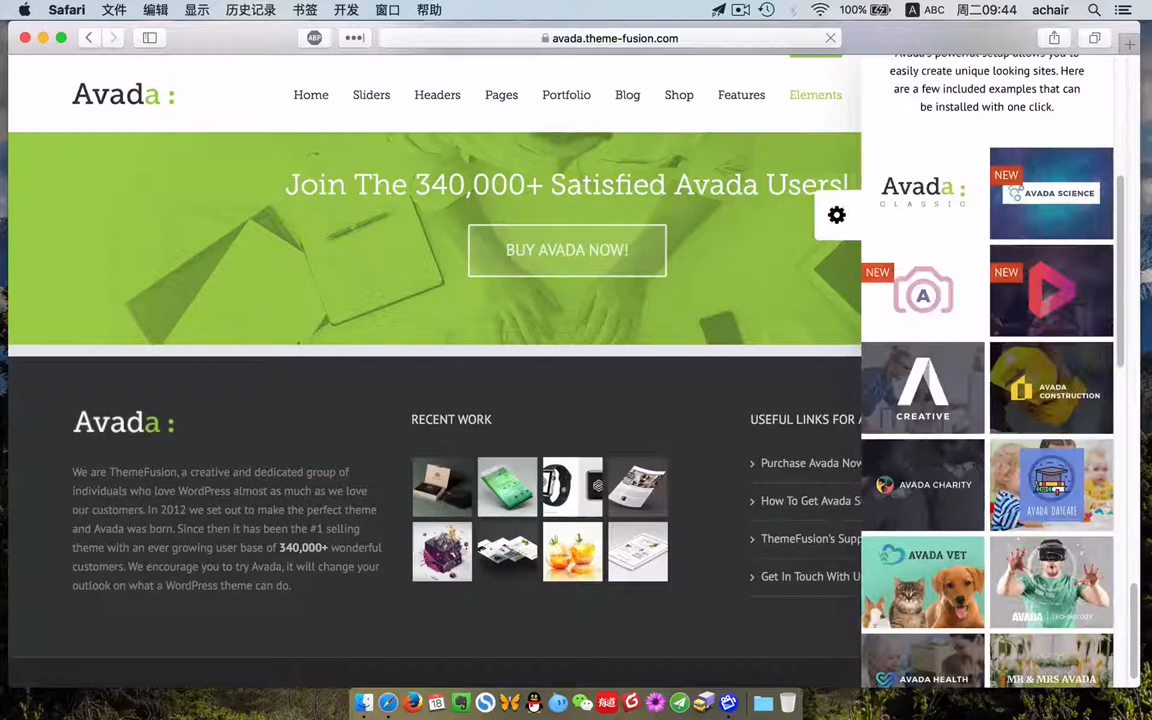 Safari 文件 编辑 显示 历史记录 书签 开发 窗口 帮助 100% A ABC 周二09:44 achair
ABP avada.theme-fusion.com
Avada :
Home Sliders Headers Pages Portfolio Blog Shop Features Elements
Join The 340,000+ Satisfied Avada Users!
BUY AVADA NOW!
Avada :
We are ThemeFusion, a creative and dedicated group of
individuals who love WordPress almost as much as we love
our customers. In 2012 we set out to make the perfect theme
and Avada was born. Since then it has been the #1 selling
theme with an ever growing user base of 340,000+ wonderful
customers. We encourage you to try Avada, it will change your
outlook on what a WordPress theme can do.
RECENT WORK
USEFUL LINKS FOR A
Purchase Avada Now
How To Get Avada S
ThemeFusion's Supp
Get In Touch With U
Avada's powerful setup allows you to
easily create unique looking sites. Here
are a few included examples that can
be installed with one click.
Avada :
CLASSIC
NEW
AVADA SCIENCE
NEW
A
NEW
CREATIVE
AVADA
CONSTRUCTION
AVADA CHARITY
AVADA DAYCARE
AVADA VET
AVADA | TECHNOLOGY
AVADA HEALTH
MR & MRS AVADA
18
有道